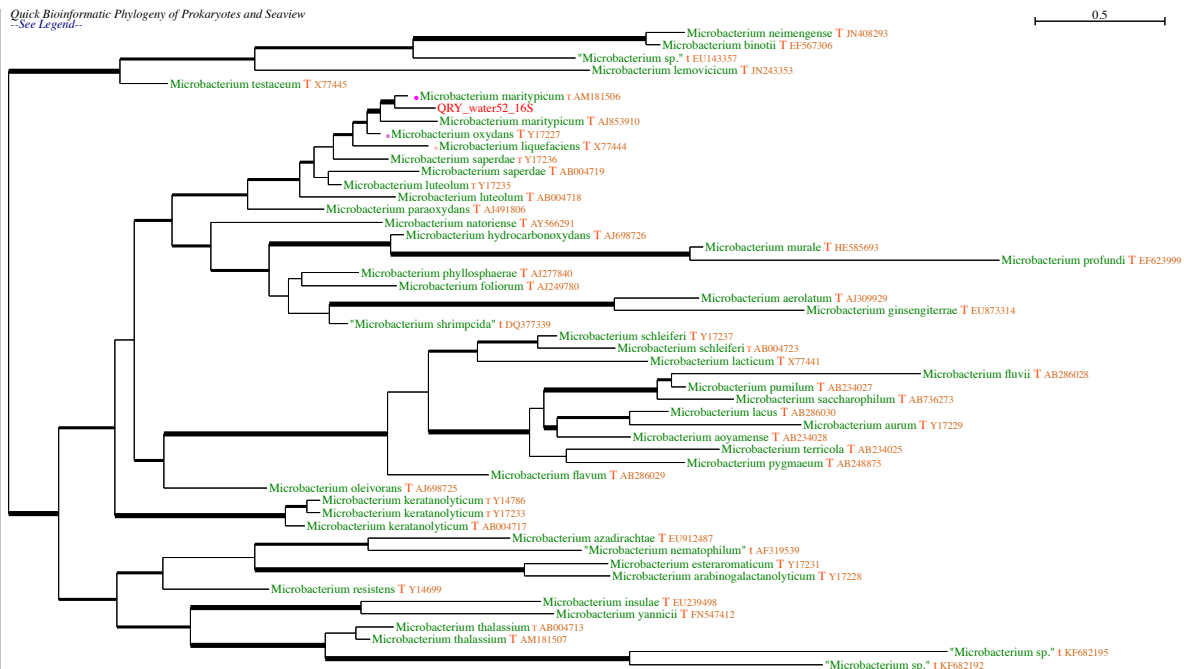 Quick Bioinformatic Phylogeny of Prokaryotes and Seaview
--See Legend--
0.5
Microbacterium neimengense T JN408293
Microbacterium binotii T EF567306
"Microbacterium sp." t EU143357
Microbacterium lemovicicum T JN243353
Microbacterium testaceum T X77445
Microbacterium maritypicum T AM181506
QRY_water52_16S
Microbacterium maritypicum T AJ853910
Microbacterium oxydans T Y17227
Microbacterium liquefaciens T X77444
Microbacterium saperdae T Y17236
Microbacterium saperdae T AB004719
Microbacterium luteolum T Y17235
Microbacterium luteolum T AB004718
Microbacterium paraoxydans T AJ491806
Microbacterium natoriense T AY566291
Microbacterium hydrocarbonoxydans T AJ698726
Microbacterium murale T HE585693
Microbacterium profundi T EF623999
Microbacterium phyllosphaerae T AJ277840
Microbacterium foliorum T AJ249780
Microbacterium aerolatum T AJ309929
Microbacterium ginsengiterrae T EU873314
"Microbacterium shrimpcida" t DQ377339
Microbacterium schleiferi T Y17237
Microbacterium schleiferi T AB004723
Microbacterium lacticum T X77441
Microbacterium fluvii T AB286028
Microbacterium pumilum T AB234027
Microbacterium saccharophilum T AB736273
Microbacterium lacus T AB286030
Microbacterium aurum T Y17229
Microbacterium aoyamense T AB234028
Microbacterium terricola T AB234025
Microbacterium pygmaeum T AB248875
Microbacterium flavum T AB286029
Microbacterium oleivorans T AJ698725
Microbacterium keratanolyticum T Y14786
Microbacterium keratanolyticum T Y17233
Microbacterium keratanolyticum T AB004717
Microbacterium azadirachtae T EU912487
"Microbacterium nematophilum" t AF319539
Microbacterium esteraromaticum T Y17231
Microbacterium arabinogalactanolyticum T Y17228
Microbacterium resistens T Y14699
Microbacterium insulae T EU239498
Microbacterium yannicii T FN547412
Microbacterium thalassium T AB004713
Microbacterium thalassium T AM181507
"Microbacterium sp." t KF682195
"Microbacterium sp." t KF682192